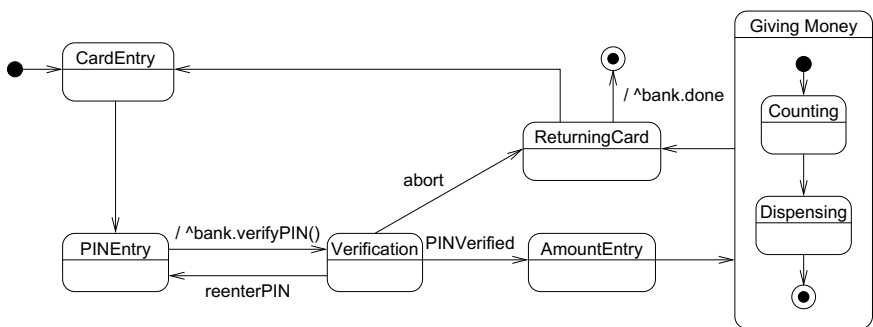 Giving Money
CardEntry
/ ^bank.done
Counting
ReturningCard
abort
Dispensing
/ ^bank.verifyPIN()
PINEntry
Verification
PINVerified
AmountEntry
reenterPIN